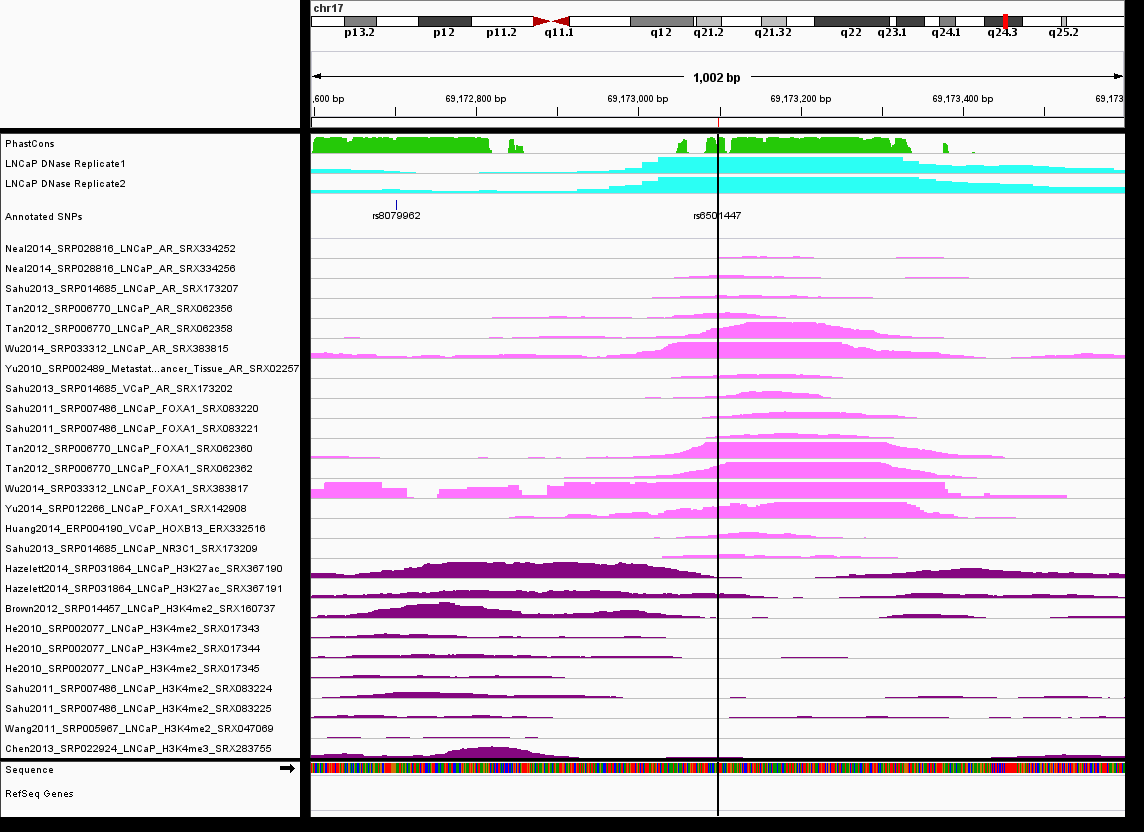 chr17
p13.2 p12 p11.2 q11.1 q12 q21.2 q21.32 q22 q23.1 q24.1 q24.3 q25.2
1,002 bp
,600 bp 69,172,800 bp 69,173,000 bp 69,173,200 bp 69,173,400 bp 69,173
PhastCons
LNCaP DNase Replicate1
LNCaP DNase Replicate2
Annotated SNPs
rs8079962 rs6501447
Neal2014_SRP028816_LNCaP_AR_SRX334252
Neal2014_SRP028816_LNCaP_AR_SRX334256
Sahu2013_SRP014685_LNCaP_AR_SRX173207
Tan2012_SRP006770_LNCaP_AR_SRX062356
Tan2012_SRP006770_LNCaP_AR_SRX062358
Wu2014_SRP033312_LNCaP_AR_SRX383815
Yu2010_SRP002489_Metastat...ancer_Tissue_AR_SRX02257
Sahu2013_SRP014685_VCaP_AR_SRX173202
Sahu2011_SRP007486_LNCaP_FOXA1_SRX083220
Sahu2011_SRP007486_LNCaP_FOXA1_SRX083221
Tan2012_SRP006770_LNCaP_FOXA1_SRX062360
Tan2012_SRP006770_LNCaP_FOXA1_SRX062362
Wu2014_SRP033312_LNCaP_FOXA1_SRX383817
Yu2014_SRP012266_LNCaP_FOXA1_SRX142908
Huang2014_ERP004190_VCaP_HOXB13_ERX332516
Sahu2013_SRP014685_LNCaP_NR3C1_SRX173209
Hazelett2014_SRP031864_LNCaP_H3K27ac_SRX367190
Hazelett2014_SRP031864_LNCaP_H3K27ac_SRX367191
Brown2012_SRP014457_LNCaP_H3K4me2_SRX160737
He2010_SRP002077_LNCaP_H3K4me2_SRX017343
He2010_SRP002077_LNCaP_H3K4me2_SRX017344
He2010_SRP002077_LNCaP_H3K4me2_SRX017345
Sahu2011_SRP007486_LNCaP_H3K4me2_SRX083224
Sahu2011_SRP007486_LNCaP_H3K4me2_SRX083225
Wang2011_SRP005967_LNCaP_H3K4me2_SRX047069
Chen2013_SRP022924_LNCaP_H3K4me3_SRX283755
Sequence
RefSeq Genes